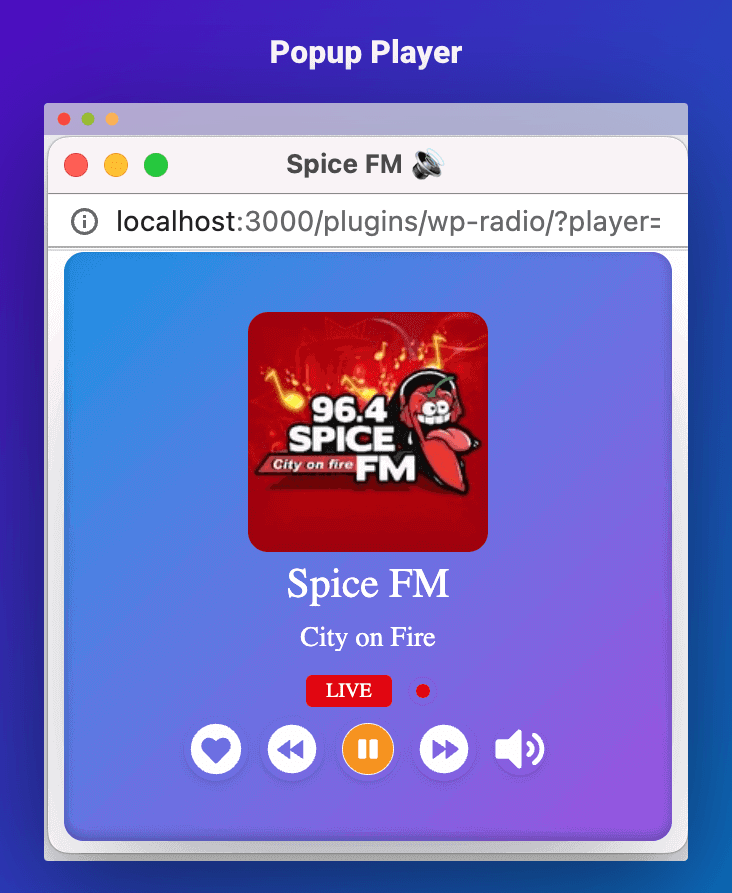 Popup Player
Spice FM 🔊
localhost:3000/plugins/wp-radio/?player=
96.4
SPICE
City on fire FM
Spice FM
City on Fire
LIVE